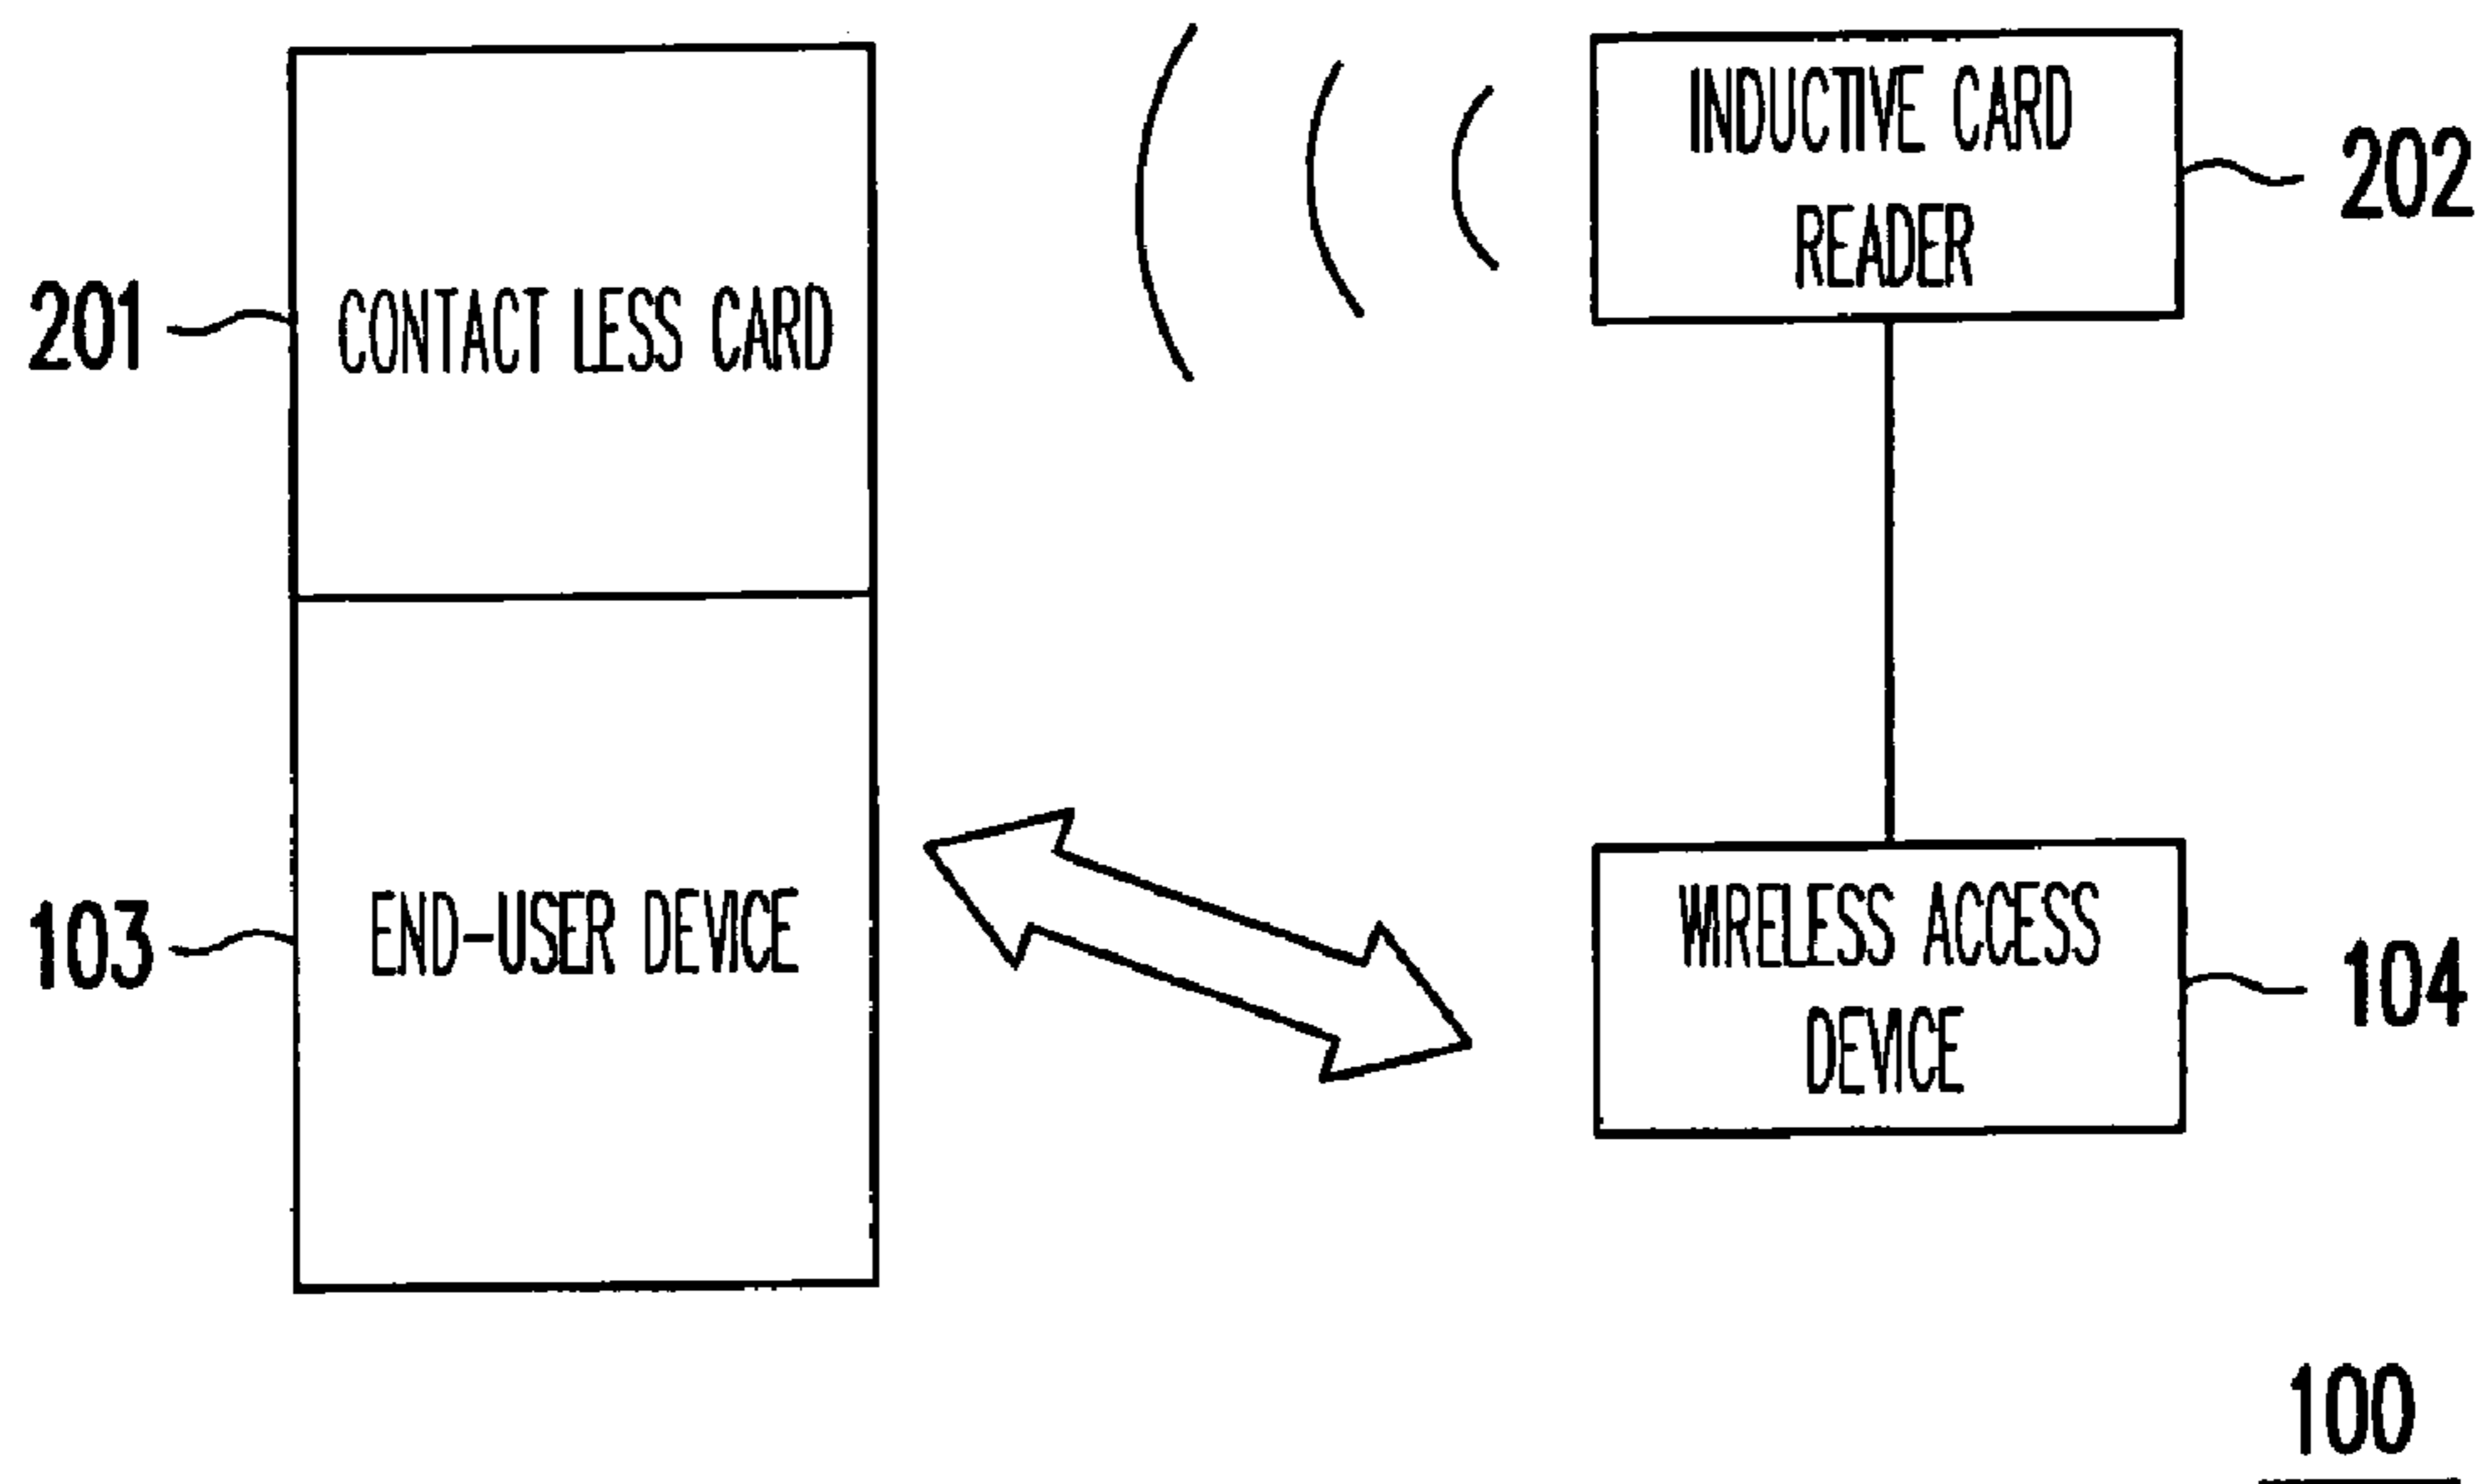 INDUCTIVE CARD
READER
202
201
CONTACT LESS CARD
103
END-USER DEVICE
WIRELESS ACCESS
DEVICE
104
100